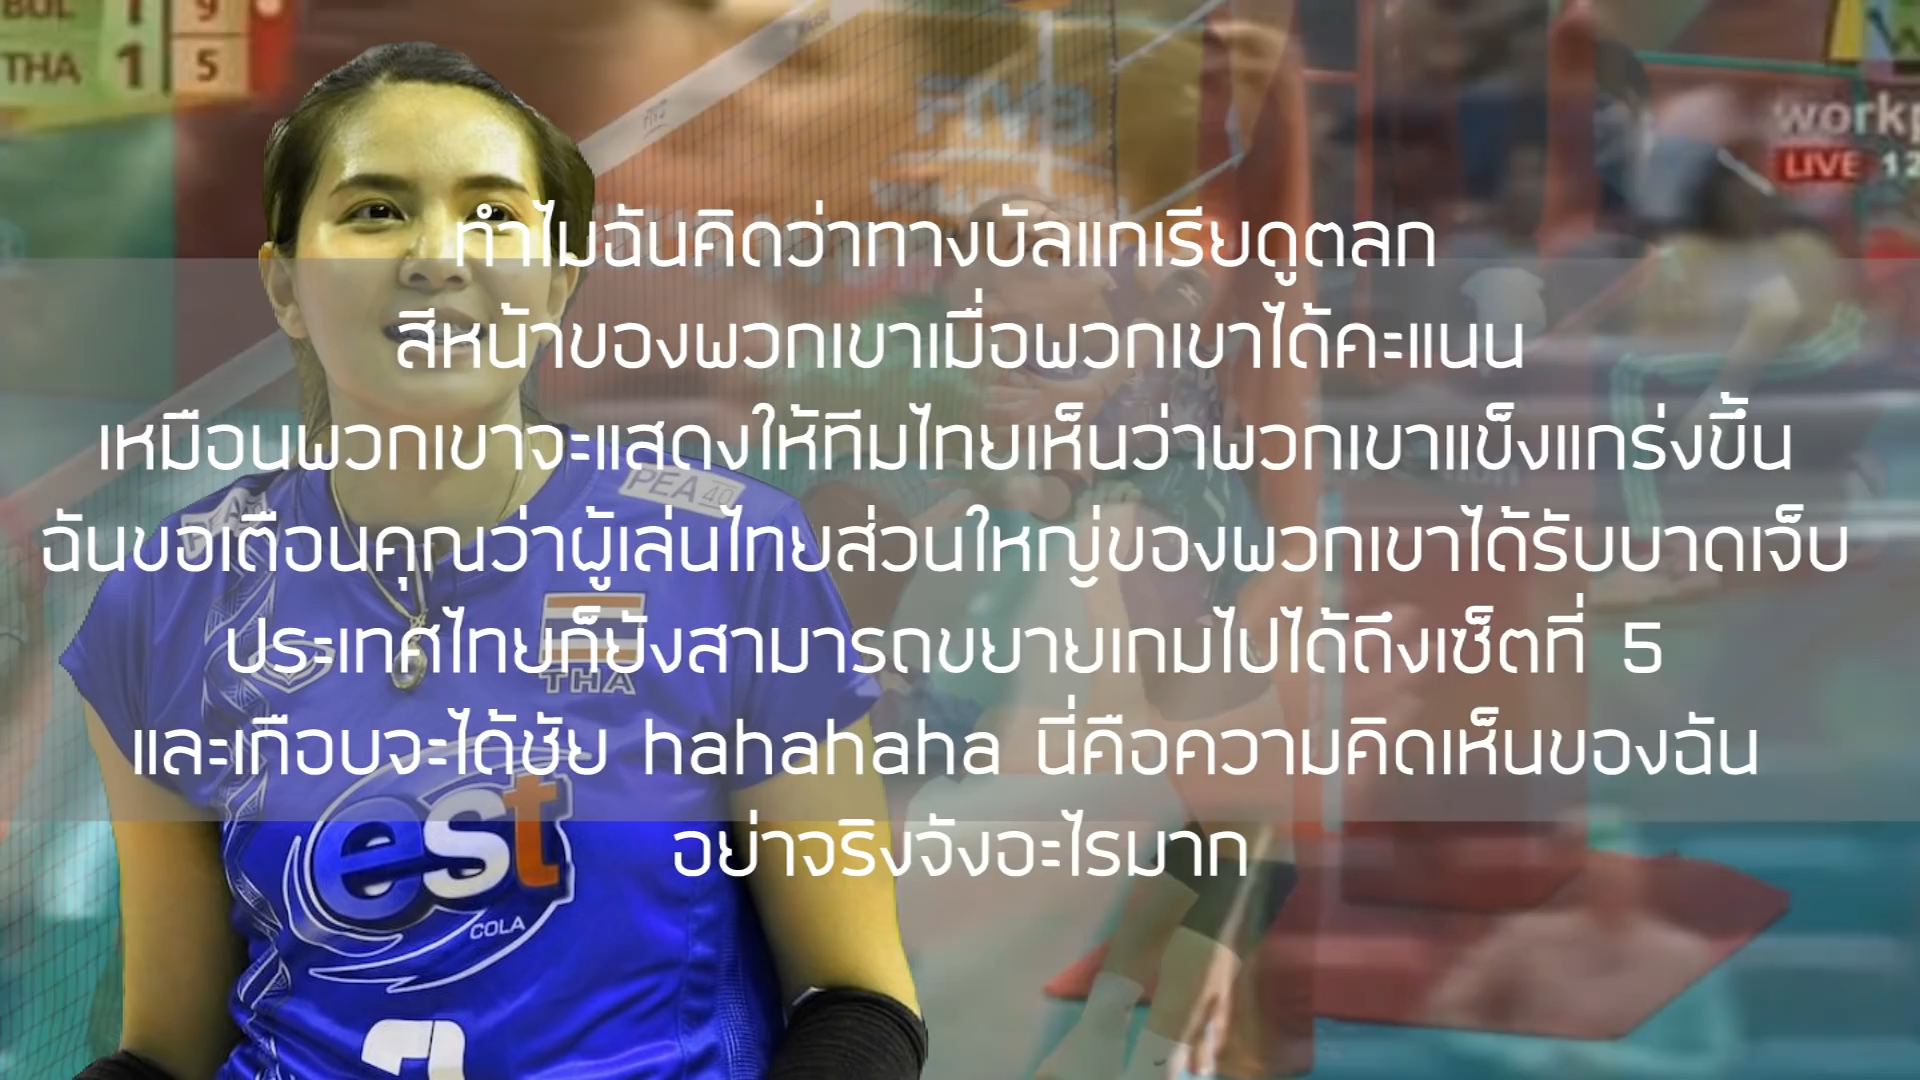 BUL 1 9
THA 1 5
FIVB
workp
LIVE 12
ทำไมฉันคิดว่าทางบัลแกเรียดูตลก
สีหน้าของพวกเขาเมื่อพวกเขาได้คะแนน
เหมือนพวกเขาจะแสดงให้ทีมไทยเห็นว่าพวกเขาแข็งแกร่งขึ้น
PEA 40
ฉันขอเตือนคุณว่าผู้เล่นไทยส่วนใหญ่ของพวกเขาได้รับบาดเจ็บ
ประเทศไทยก็ยังสามารถขยายเกมไปได้ถึงเซ็ตที่ 5
THA
และเกือบจะได้ชัย hahahaha นี่คือความคิดเห็นของฉัน
อย่าจริงจังอะไรมาก
est
COLA